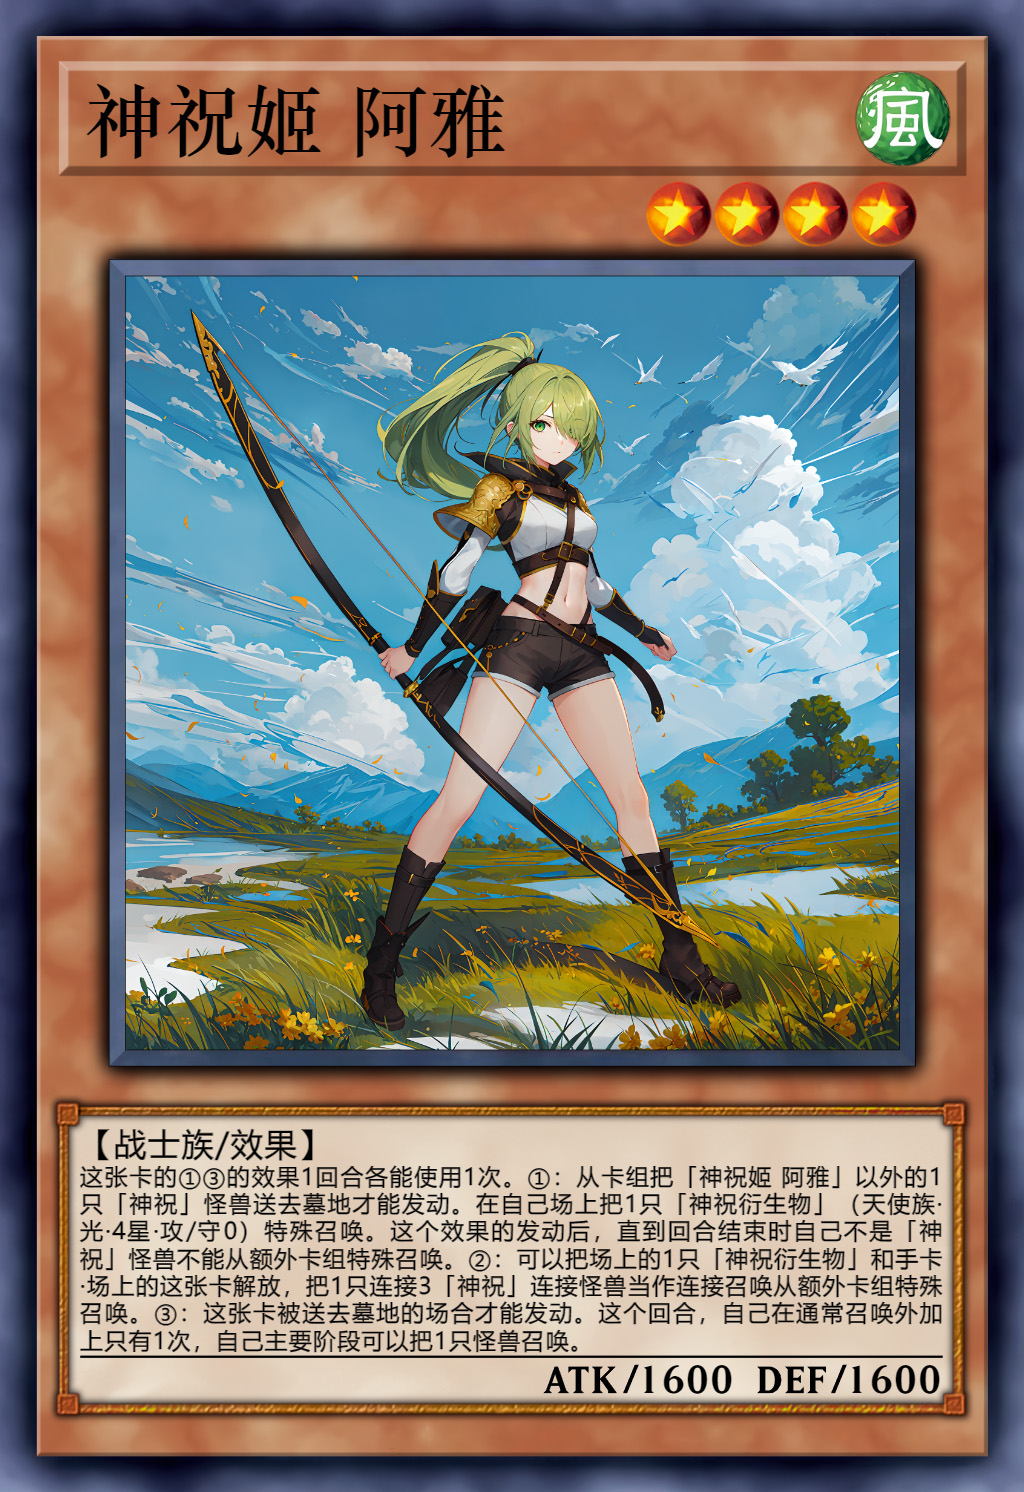 神祝姬 阿雅
風
【战士族/效果】
这张卡的①③的效果1回合各能使用1次。①：从卡组把「神祝姬 阿雅」以外的1
只「神祝」怪兽送去墓地才能发动。在自己场上把1只「神祝衍生物」（天使族·
光·4星·攻/守0）特殊召唤。这个效果的发动后，直到回合结束时自己不是「神
祝」怪兽不能从额外卡组特殊召唤。②：可以把场上的1只「神祝衍生物」和手卡
·场上的这张卡解放，把1只连接3「神祝」连接怪兽当作连接召唤从额外卡组特殊
召唤。③：这张卡被送去墓地的场合才能发动。这个回合，自己在通常召唤外加
上只有1次，自己主要阶段可以把1只怪兽召唤。
ATK/1600 DEF/1600